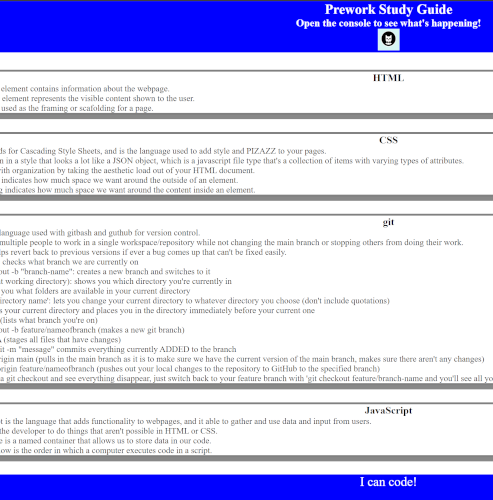 Prework Study Guide
Open the console to see what's happening!
HTML
element contains information about the webpage.
element represents the visible content shown to the user.
used as the framing or scafolding for a page.
CSS
ds for Cascading Style Sheets, and is the language used to add style and PIZAZZ to your pages.
n in a style that looks a lot like a JSON object, which is a javascript file type that's a collection of items with varying types of attributes.
ith organization by taking the aesthetic load out of your HTML document.
indicates how much space we want around the outside of an element.
g indicates how much space we want around the content inside an element.
git
language used with gitbash and guthub for version control.
multiple people to work in a single workspace/repository while not changing the main branch or stopping others from doing their work.
lps revert back to previous versions if ever a bug comes up that can't be fixed easily.
checks what branch we are currently on
out -b "branch-name": creates a new branch and switches to it
t working directory): shows you which directory you're currently in
you what folders are available in your current directory
irectory name': lets you change your current directory to whatever directory you choose (don't include quotations)
s your current directory and places you in the directory immediately before your current one
(lists what branch you're on)
out -b feature/nameofbranch (makes a new git branch)
A (stages all files that have changes)
it -m "message" commits everything currently ADDED to the branch
rigin main (pulls in the main branch as it is to make sure we have the current version of the main branch, makes sure there aren't any changes)
origin feature/nameofbranch (pushes out your local changes to the repository to GitHub to the specified branch)
a git checkout and see everything disappear, just switch back to your feature branch with 'git checkout feature/branch-name and you'll see all yo
JavaScript
t is the language that adds functionality to webpages, and it able to gather and use data and input from users.
the developer to do things that aren't possible in HTML or CSS.
e is a named container that allows us to store data in our code.
low is the order in which a computer executes code in a script.
I can code!